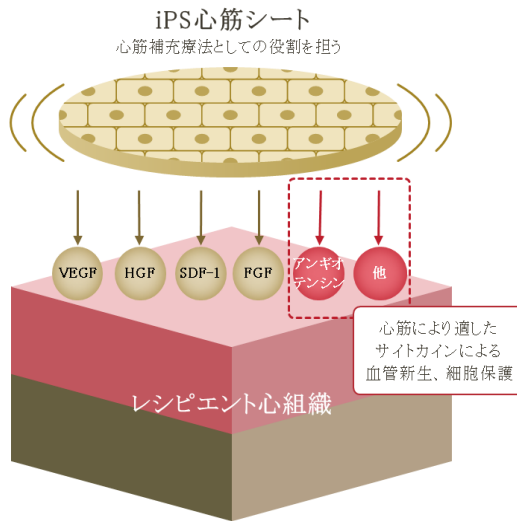 iPS心筋シート
心筋補充療法としての役割を担う
VEGF
HGF
SDF-1
FGF
アンギオ
テンシン
他
心筋により適した
サイトカインによる
血管新生、細胞保護
レシピエント心組織